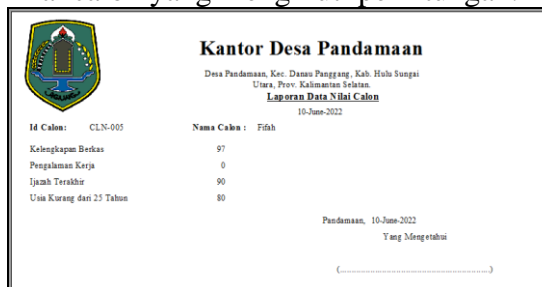 Kantor Desa Pandamaan
Desa Pandamaan, Kec. Danau Panggang, Kab. Hulu Sungai
Utara, Prov. Kalimantan Selatan.
Laporan Data Nilai Calon
10-June-2022
Id Calon: CLN-005 Nama Calon : Fifah
Kelengkapan Berkas 97
Pengalaman Kerja 0
Ijazah Terakhir 90
Usia Kurang dari 25 Tahun 80
Pandamaan, 10-June-2022
Yang Mengetahui
(..............................................................)